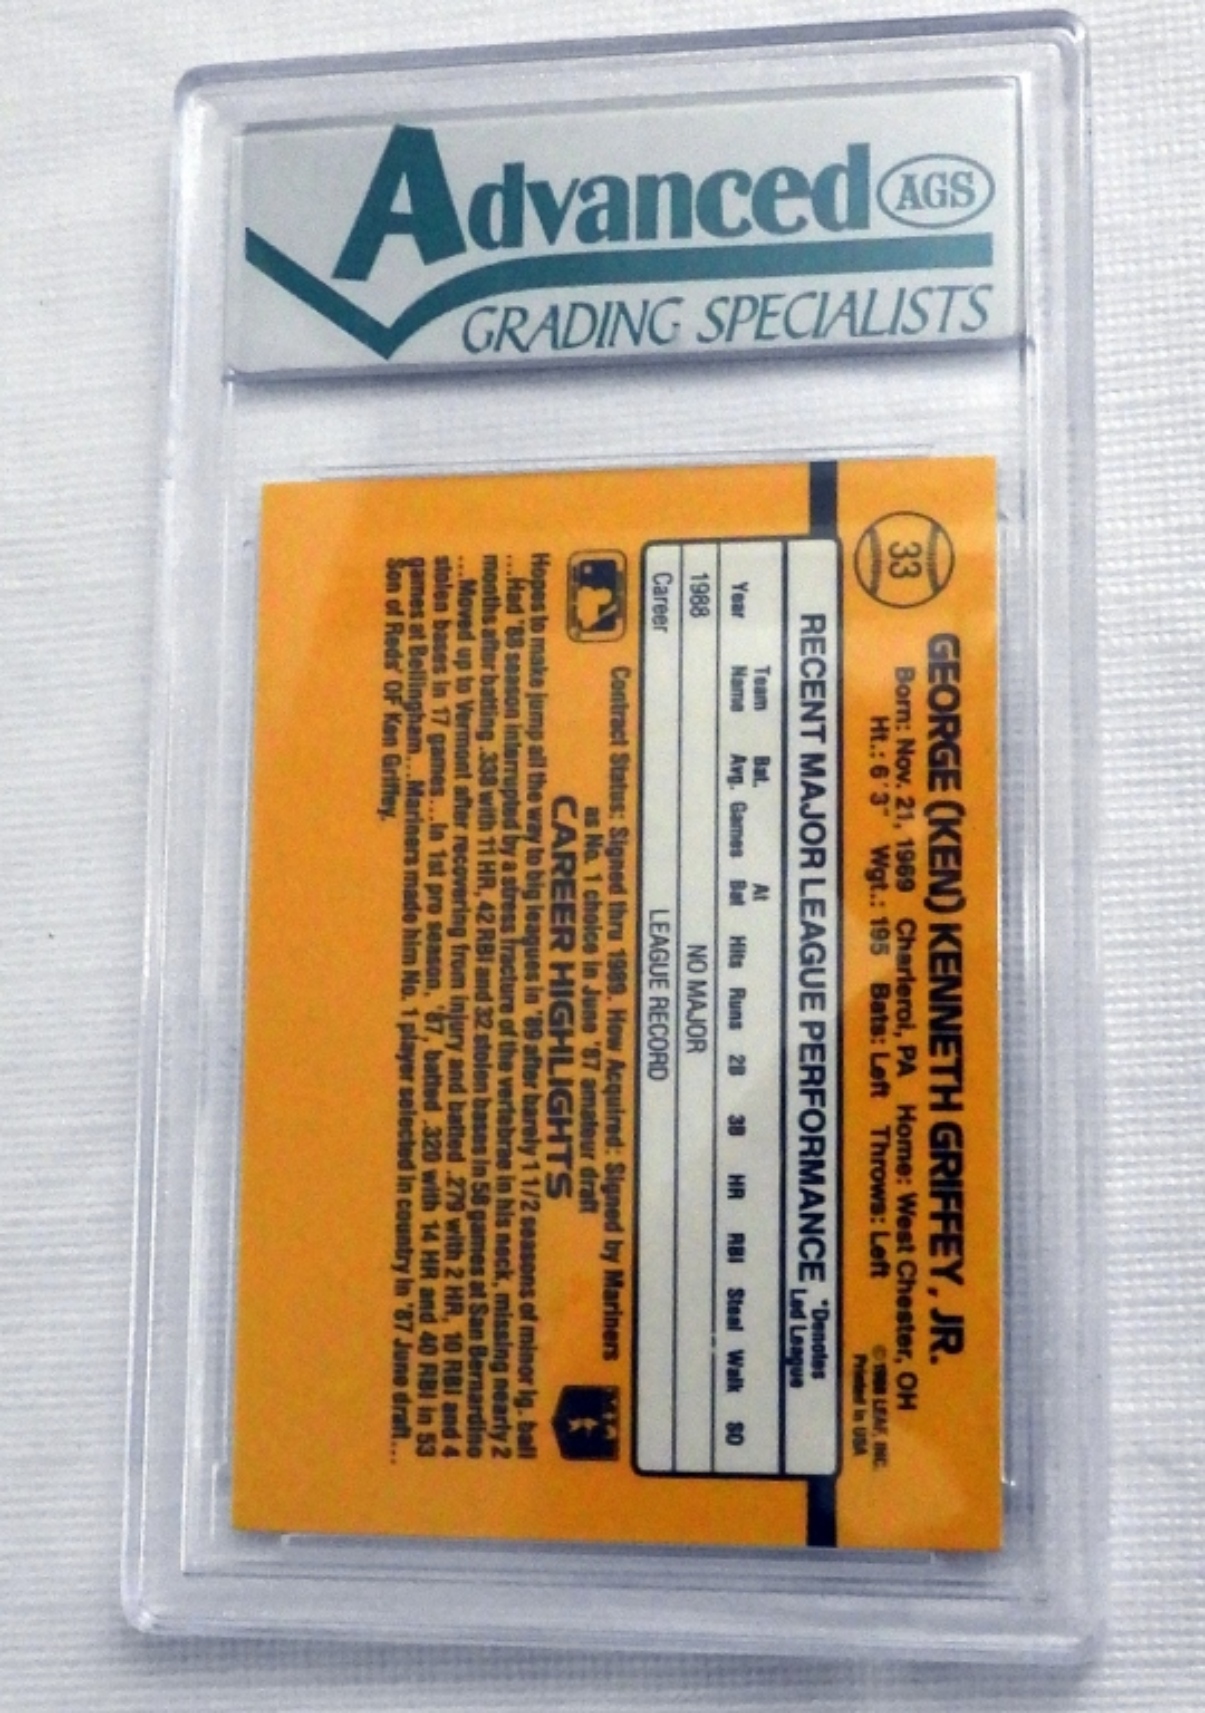 Advanced AGS
GRADING SPECIALISTS
33
GEORGE (KEN) KENNETH GRIFFEY, JR.
Born: Nov. 21, 1969 Charleroi, PA Home: West Chester, OH
Ht.: 6'3" Wgt.: 195 Bats: Left Throws: Left
© 1988 LEAF, INC.
Printed in USA
RECENT MAJOR LEAGUE PERFORMANCE
*Denotes
Led League
Year Team Name Bat. Avg. Games At Bat Hits Runs 2B 3B HR RBI Steal Walk SO
1988 NO MAJOR
Career LEAGUE RECORD
Contract Status: Signed thru 1989. How Acquired: Signed by Mariners
as No. 1 choice in June '87 amateur draft
CAREER HIGHLIGHTS
Hopes to make jump all the way to big leagues in '89 after barely 1 1/2 seasons of minor lg. ball
...Had '88 season interrupted by a stress fracture of the vertebrae in his neck, missing nearly 2
months after batting .338 with 11 HR, 42 RBI and 32 stolen bases in 58 games at San Bernardino
...Moved up to Vermont after recovering from injury and batted .279 with 2 HR, 10 RBI and 4
stolen bases in 17 games...In 1st pro season, '87, batted .320 with 14 HR and 40 RBI in 53
games at Bellingham...Mariners made him No. 1 player selected in country in '87 June draft...
Son of Reds' OF Ken Griffey.